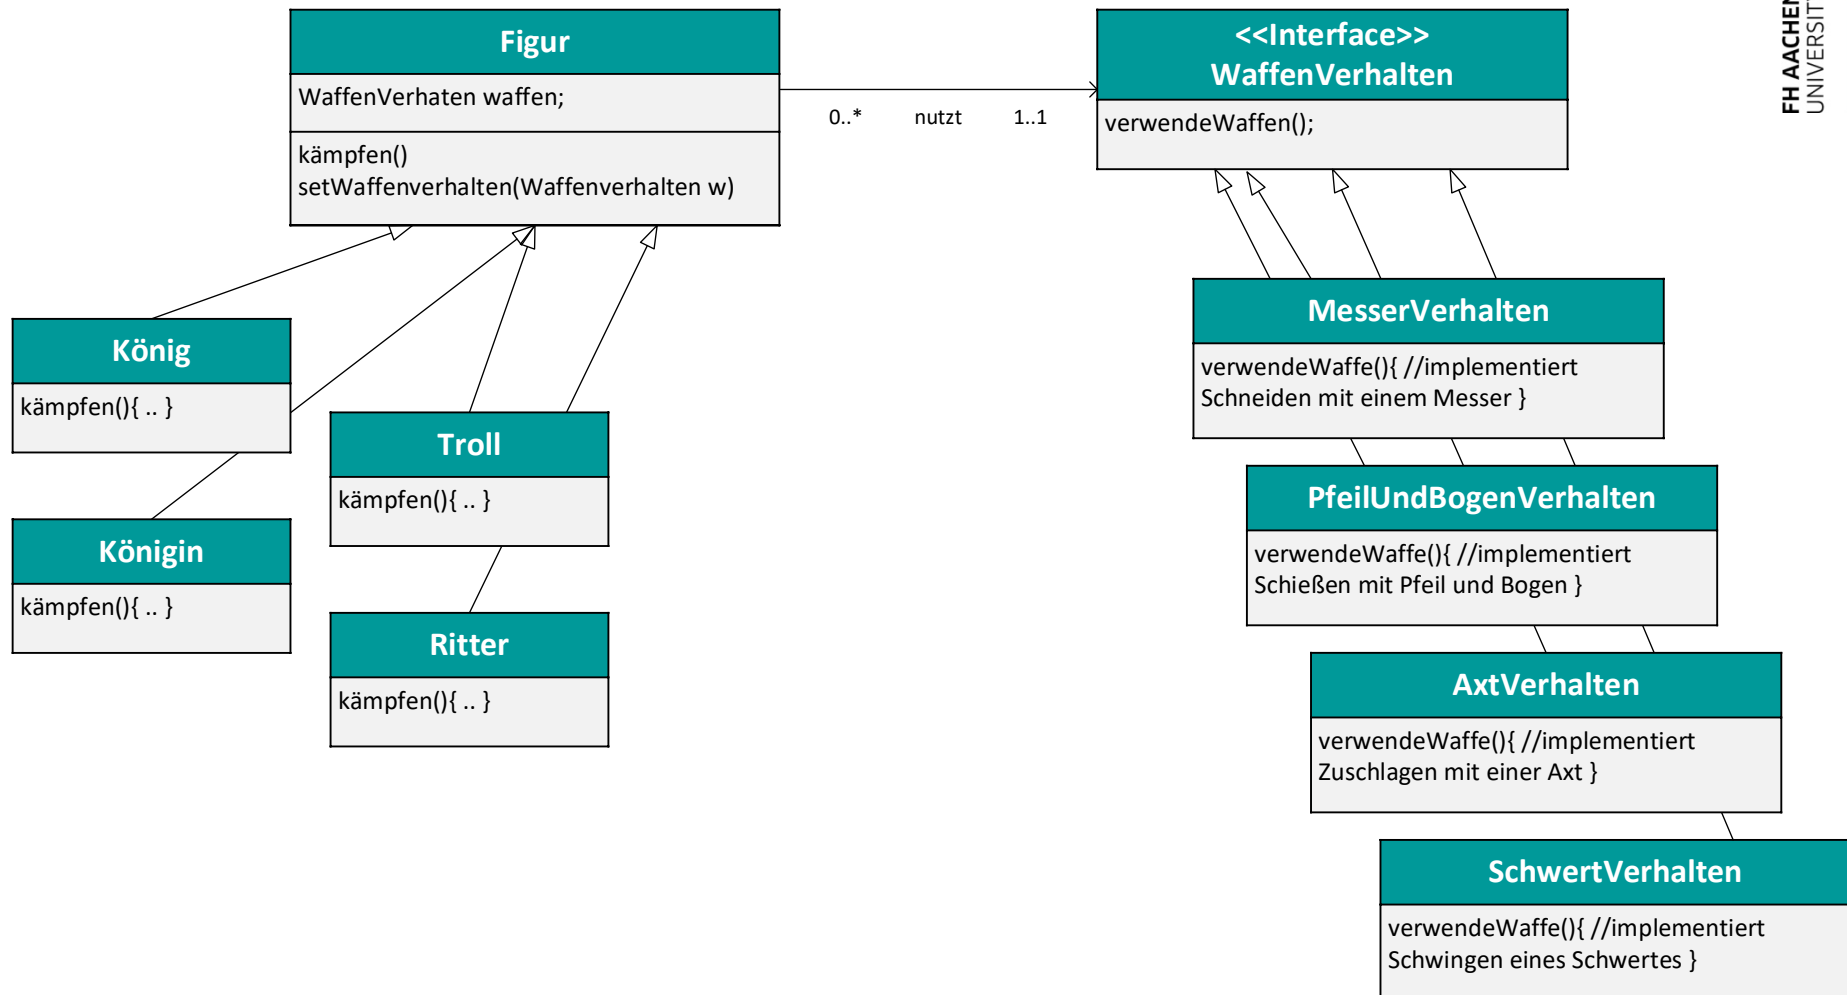 Figur
WaffenVerhaten waffen;
kämpfen()
setWaffenverhalten(Waffenverhalten w)
0..* nutzt 1..1
<<Interface>>
WaffenVerhalten
verwendeWaffen();
FH AACHEN
UNIVERSIT
König
kämpfen(){ .. }
Königin
kämpfen(){ .. }
Troll
kämpfen(){ .. }
Ritter
kämpfen(){ .. }
MesserVerhalten
verwendeWaffe(){ //implementiert
Schneiden mit einem Messer }
PfeilUndBogenVerhalten
verwendeWaffe(){ //implementiert
Schießen mit Pfeil und Bogen }
AxtVerhalten
verwendeWaffe(){ //implementiert
Zuschlagen mit einer Axt }
SchwertVerhalten
verwendeWaffe(){ //implementiert
Schwingen eines Schwertes }